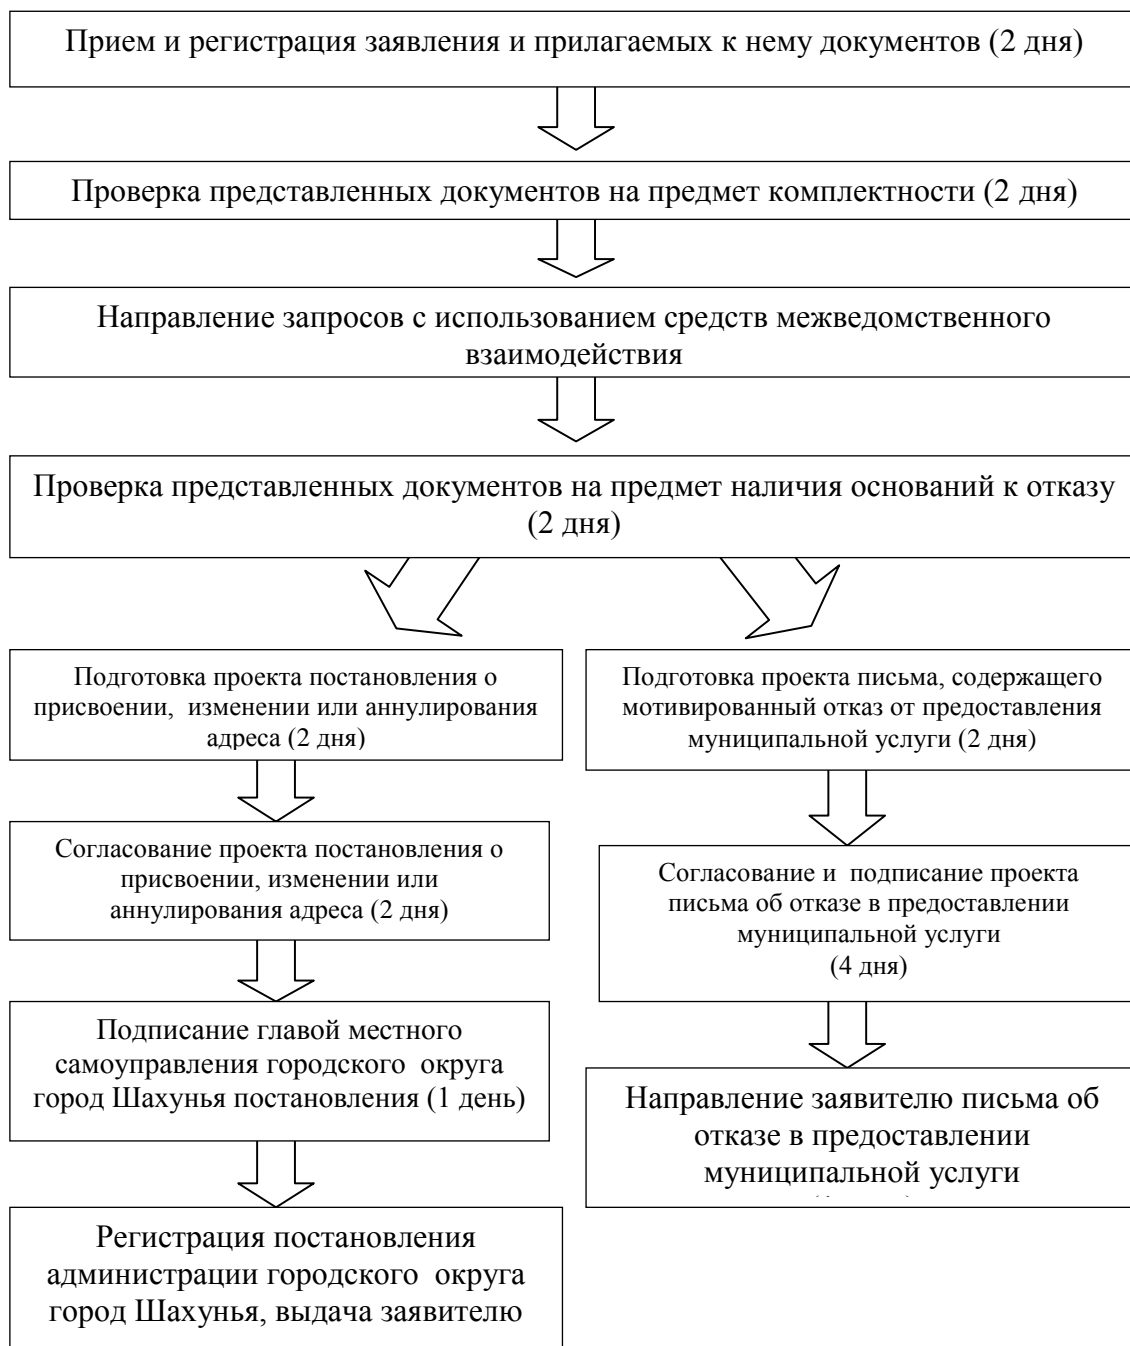 Прием и регистрация заявления и прилагаемых к нему документов (2 дня)
Проверка представленных документов на предмет комплектности (2 дня)
Направление запросов с использованием средств межведомственного
взаимодействия
Проверка представленных документов на предмет наличия оснований к отказу
(2 дня)
Подготовка проекта постановления о
присвоении, изменении или аннулирования
адреса (2 дня)
Согласование проекта постановления о
присвоении, изменении или
аннулирования адреса (2 дня)
Подписание главой местного
самоуправления городского округа
город Шахунья постановления (1 день)
Регистрация постановления
администрации городского округа
город Шахунья, выдача заявителю
Подготовка проекта письма, содержащего
мотивированный отказ от предоставления
муниципальной услуги (2 дня)
Согласование и подписание проекта
письма об отказе в предоставлении
муниципальной услуги
(4 дня)
Направление заявителю письма об
отказе в предоставлении
муниципальной услуги